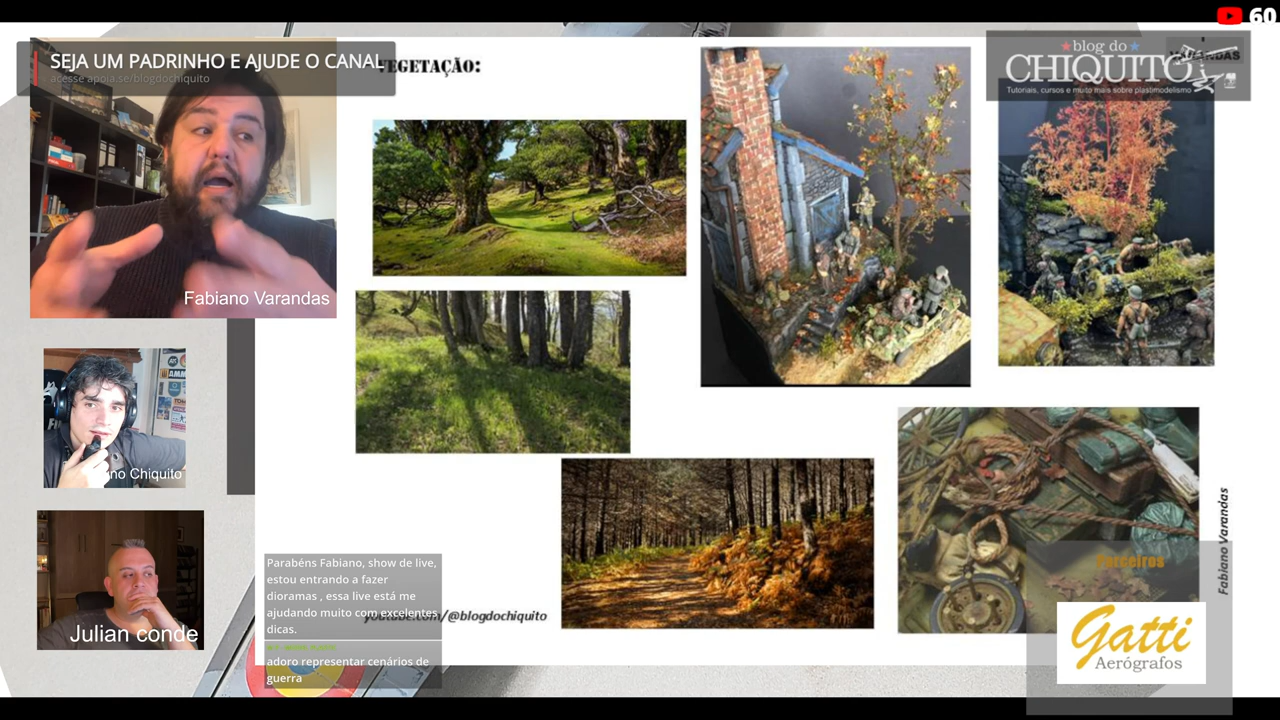 60
SEJA UM PADRINHO E AJUDE O CANAL
acesse apoia.se/blogdochiquito
VEGETAÇÃO:
blog do
CHIQUITO
Tutoriais, cursos e muito mais sobre plastimodelismo
VARANDAS
Fabiano Varandas
no Chiquito
Julian conde
Parabéns Fabiano, show de live,
estou entrando a fazer
dioramas , essa live está me
ajudando muito com excelentes
dicas.
youtube.com/@blogdochiquito
adoro representar cenários de
guerra
Fabiano Varandas
Parceiros
Gatti
Aerógrafos